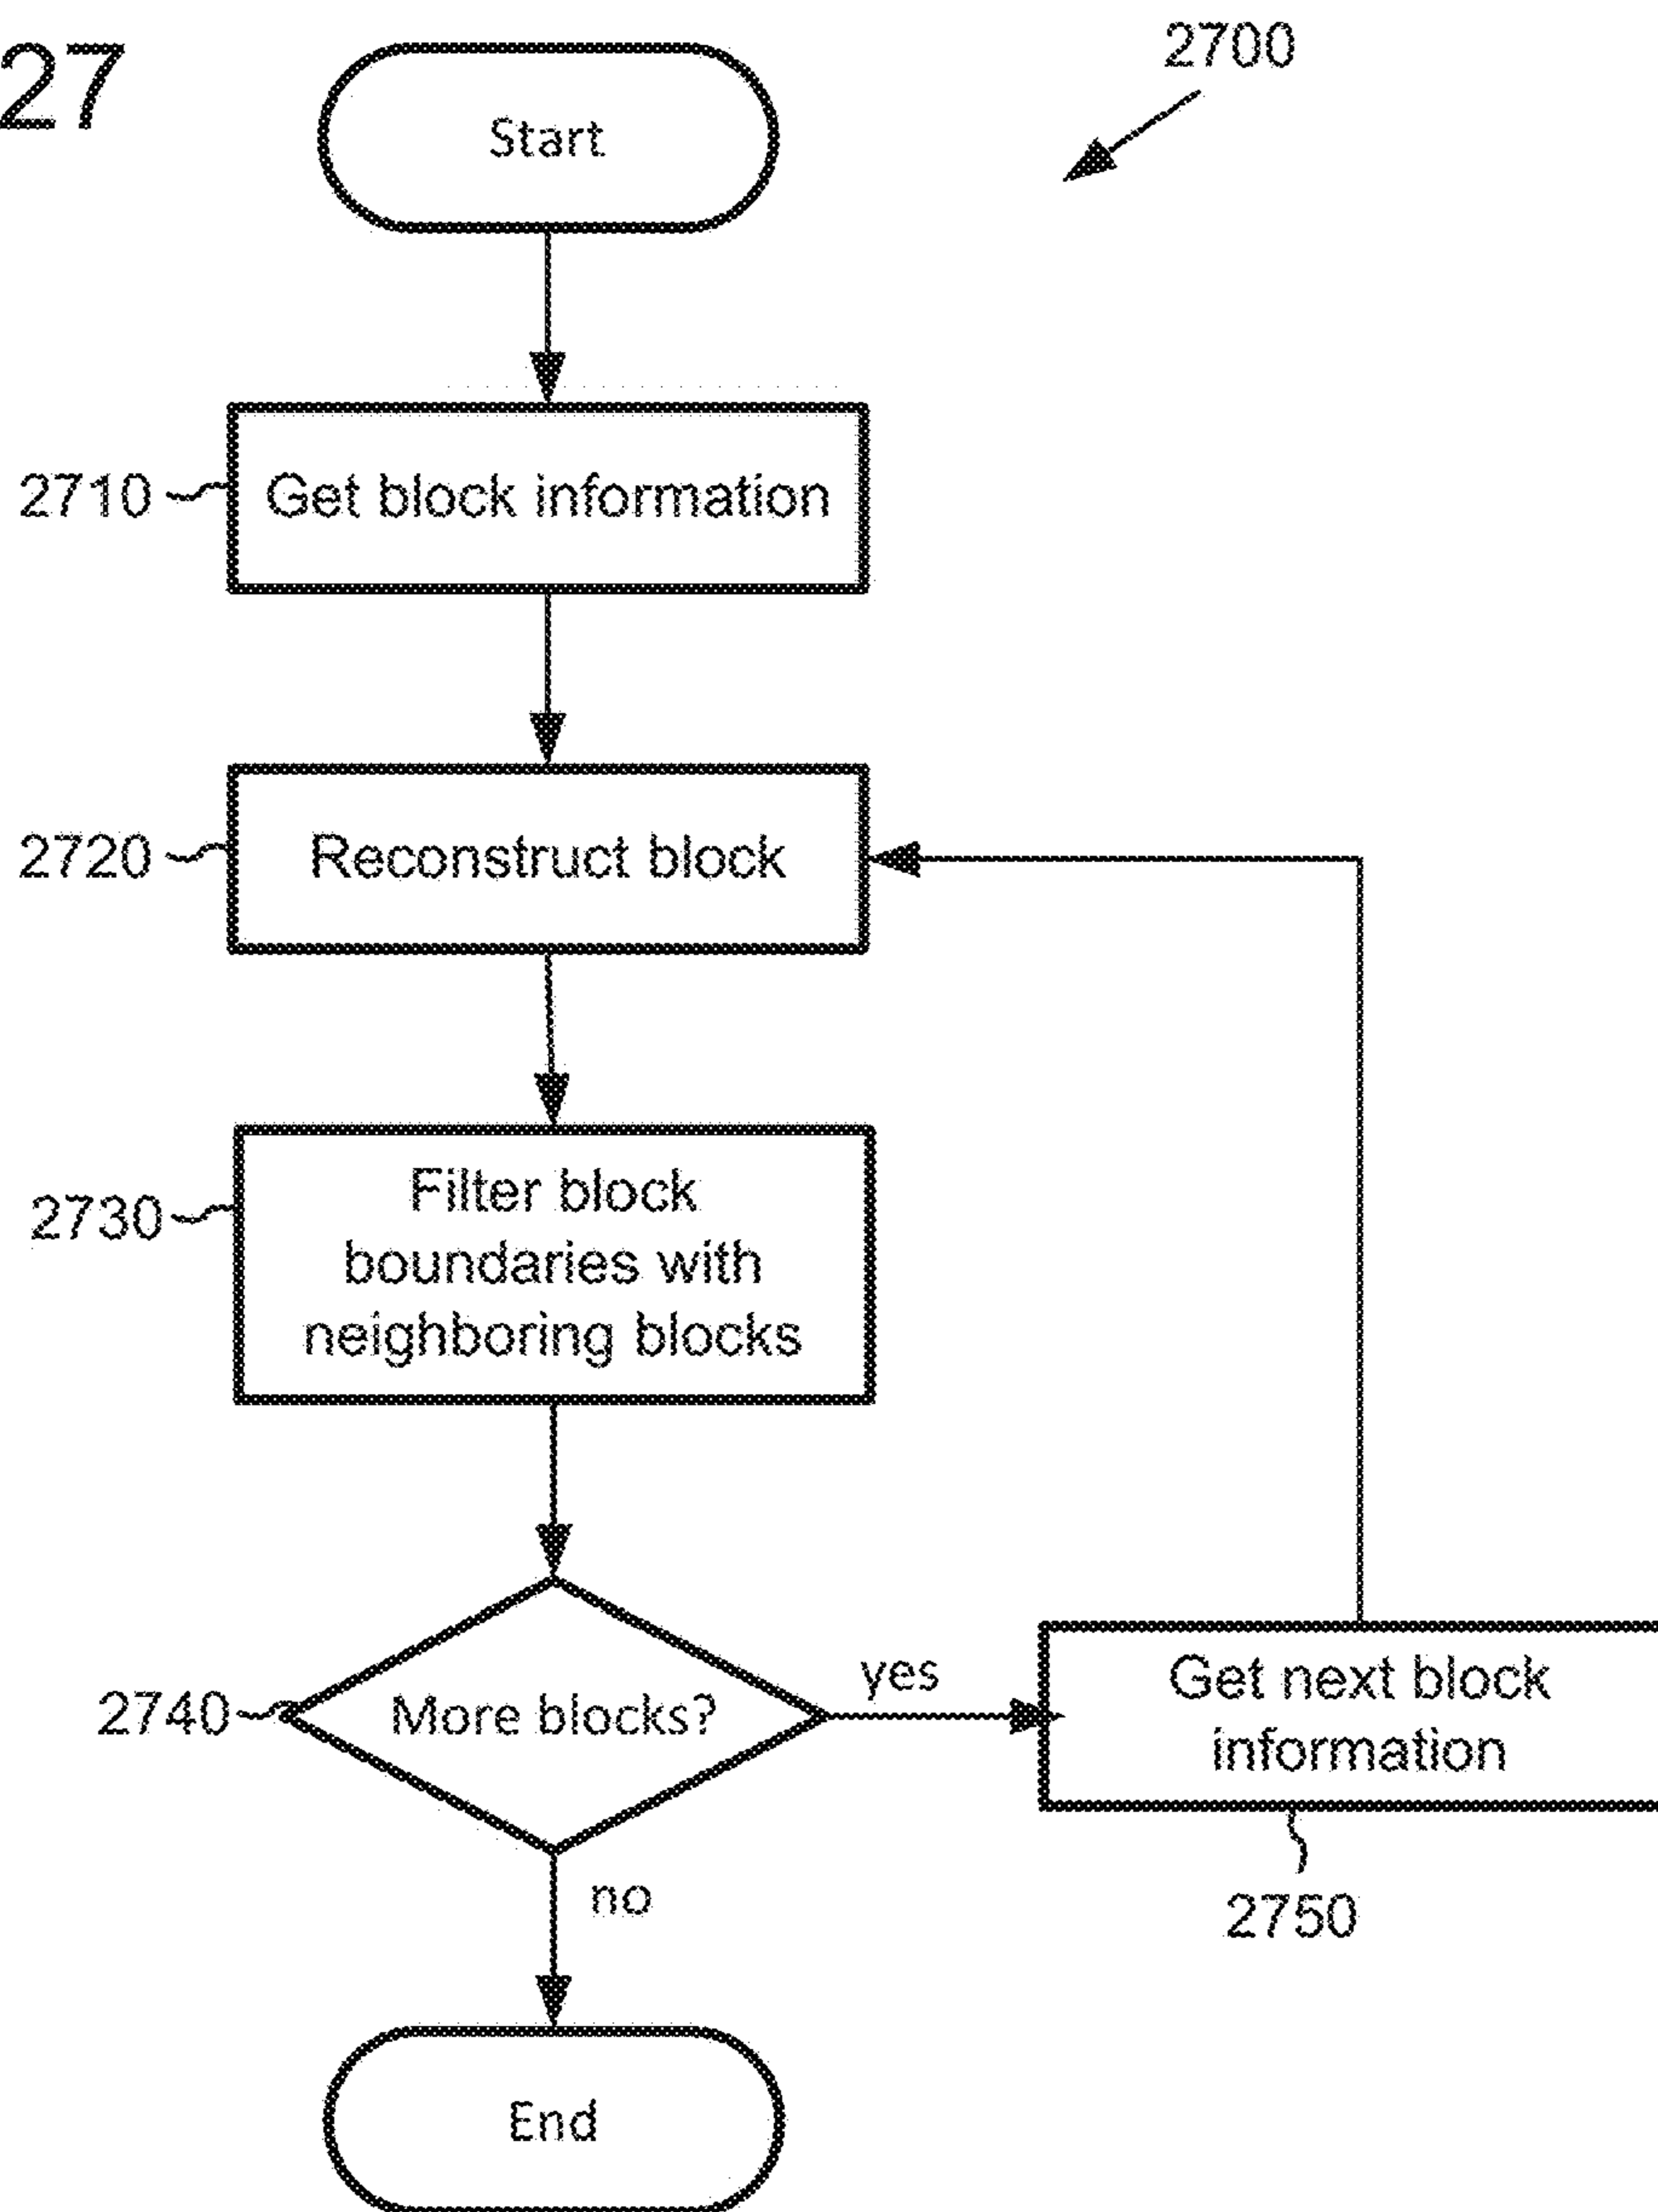 27
2700
Start
2710
Get block information
2720
Reconstruct block
2730
Filter block
boundaries with
neighboring blocks
2740
More blocks?
yes
Get next block
information
2750
no
End